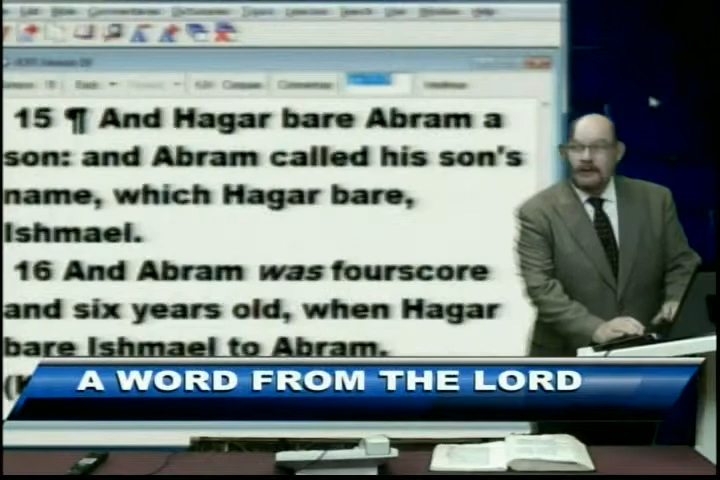 15 ¶ And Hagar bare Abram a
son: and Abram called his son's
name, which Hagar bare,
Ishmael.
16 And Abram was fourscore
and six years old, when Hagar
bare Ishmael to Abram.
A WORD FROM THE LORD